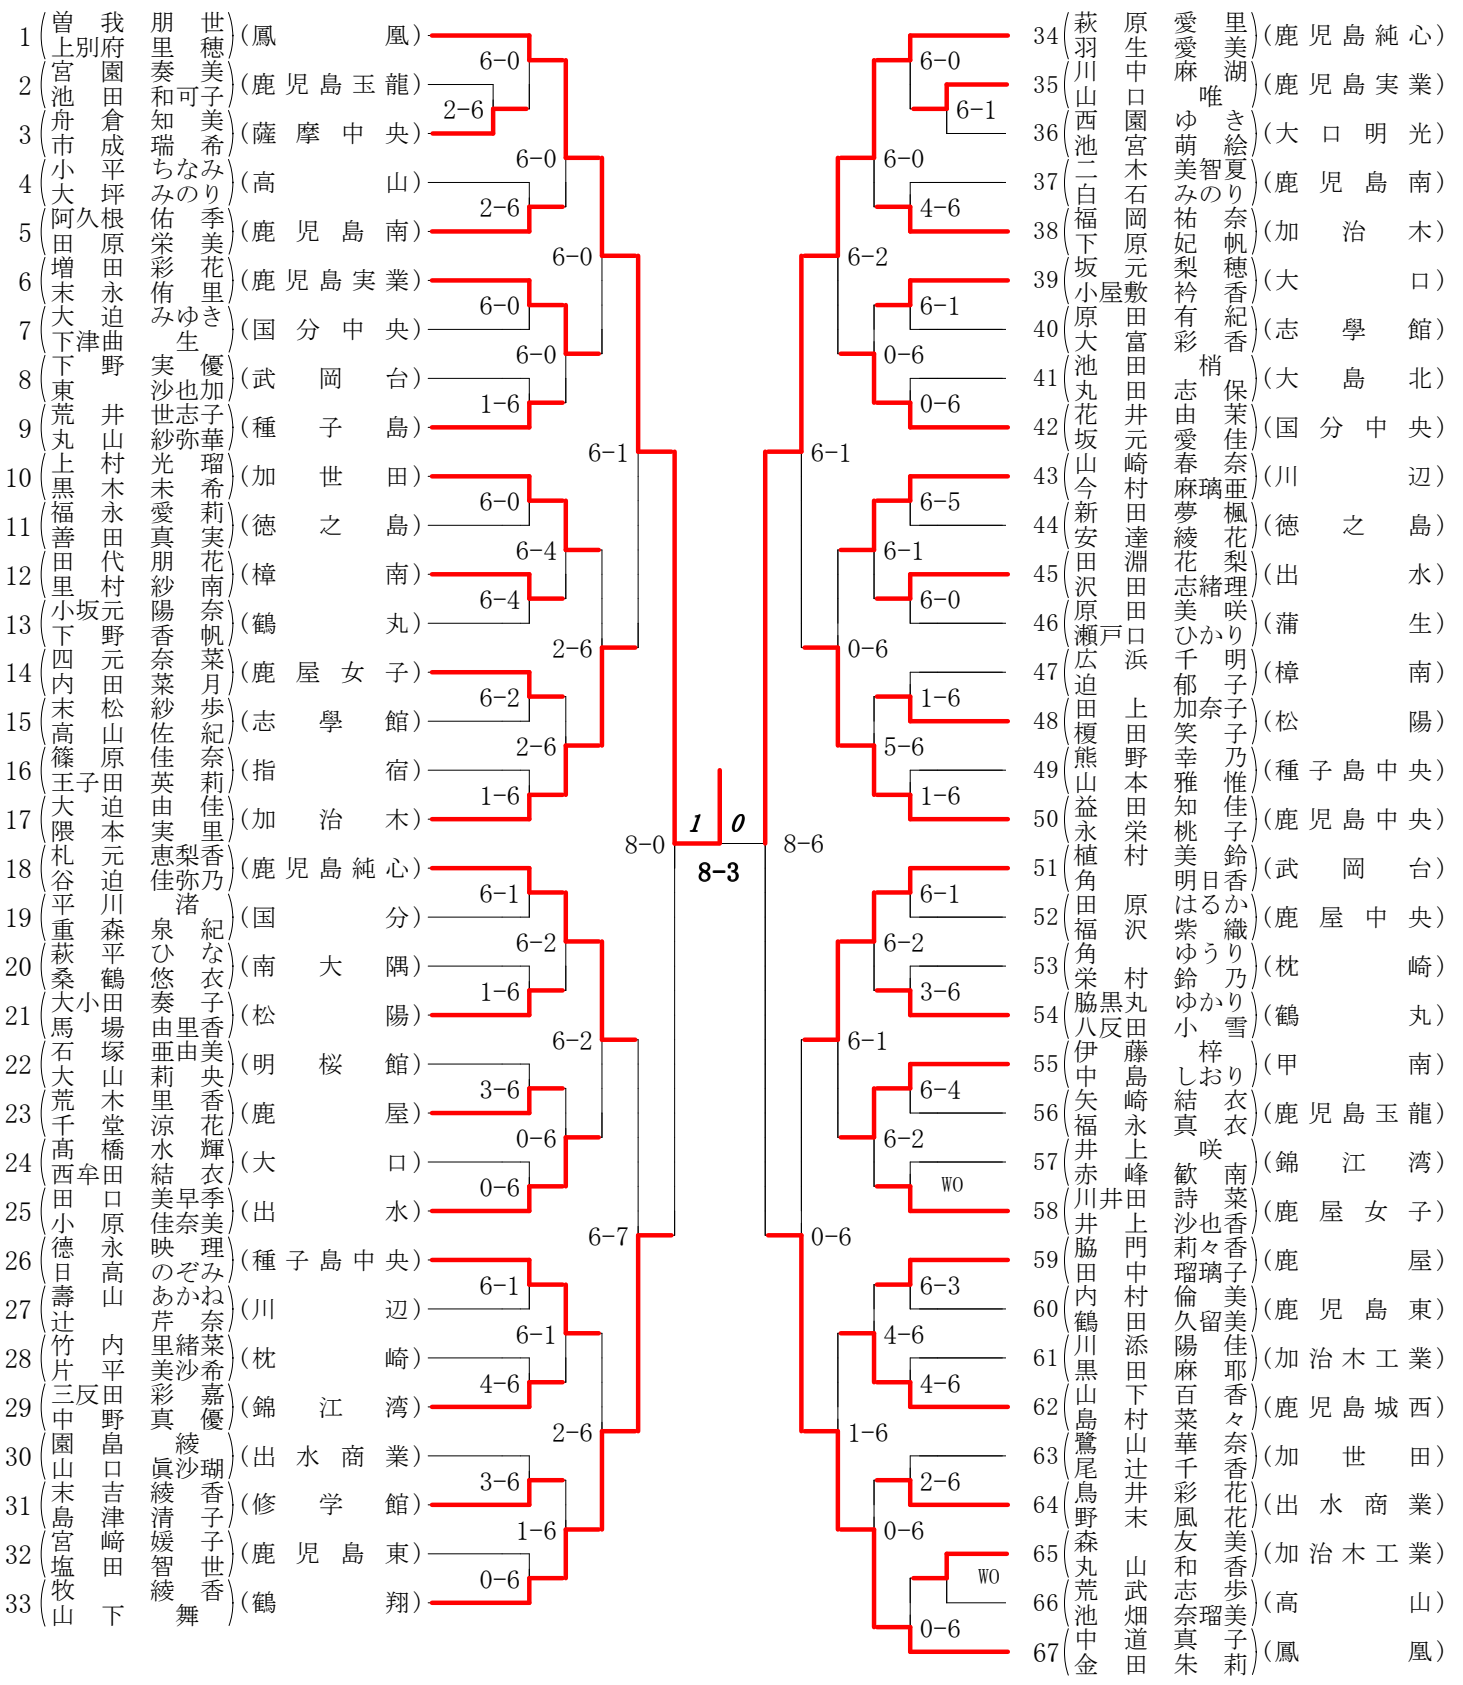 1 (曽我朋世 上別府里穂) (鳳凰)
2 (宮園奏美 池田和可子) (鹿児島玉龍)
3 (舟倉知美 市成瑞希) (薩摩中央)
4 (小平ちなみ 大坪みのり) (高山)
5 (阿久根佑季 田原栄美) (鹿児島南)
6 (増田彩花 末永侑里) (鹿児島実業)
7 (大迫みゆき 下津曲生) (国分中央)
8 (下野実優 東沙也加) (武岡台)
9 (荒井世志子 丸山紗弥華) (種子島)
10 (上村光瑠 黒木未希) (加世田)
11 (福永愛莉 善田真実) (徳之島)
12 (田代朋花 里村紗南) (樟南)
13 (小坂元陽奈 下野香帆) (鶴丸)
14 (四元奈菜 内田菜月) (鹿屋女子)
15 (末松紗歩 高山佐紀) (志學館)
16 (篠原佳奈 王子田英莉) (指宿)
17 (大迫由佳 隈本実里) (加治木)
18 (札元恵梨香 谷迫佳弥乃) (鹿児島純心)
19 (平川渚 重森泉紀) (国分)
20 (萩平ひな 桑鶴悠衣) (南大隅)
21 (大小田奏子 馬場由里香) (松陽)
22 (石塚亜由美 大山莉央) (明桜館)
23 (荒木里香 千堂涼花) (鹿屋)
24 (髙橋水輝 西牟田結衣) (大口)
25 (田口美早季 小原佳奈美) (出水)
26 (徳永映理 日高のぞみ) (種子島中央)
27 (壽山あかね 辻芹奈) (川辺)
28 (竹内里緒菜 片平美沙希) (枕崎)
29 (三反田彩嘉 中野真優) (錦江湾)
30 (園畠綾 山口眞沙瑚) (出水商業)
31 (末吉綾香 島津清子) (修学館)
32 (宮﨑媛子 塩田智世) (鹿児島東)
33 (牧綾香 山下舞) (鶴翔)
6-0
2-6
2-6
6-0
1-6
6-0
6-4
6-2
1-6
6-1
1-6
3-6
0-6
6-1
4-6
3-6
0-6
6-0
6-0
6-4
2-6
6-2
0-6
6-1
1-6
6-0
2-6
6-2
2-6
6-1
6-7
8-0
1 0
8-3
8-6
6-1
0-6
6-2
0-6
6-1
1-6
6-0
0-6
6-1
5-6
6-2
6-2
4-6
0-6
6-0
6-1
4-6
6-1
0-6
6-5
6-0
1-6
1-6
6-1
3-6
6-4
WO
6-3
4-6
2-6
WO
0-6
34 (萩原愛里 羽生愛美) (鹿児島純心)
35 (川中麻湖 山口唯) (鹿児島実業)
36 (西園ゆき 池宮萌絵) (大口明光)
37 (二木美智夏 白石みのり) (鹿児島南)
38 (福岡祐奈 下原妃帆) (加治木)
39 (坂元梨穂 小屋敷衿香) (大口)
40 (原田有紀 大富彩香) (志學館)
41 (池田梢 丸田志保) (大島北)
42 (花井由茉 坂元愛佳) (国分中央)
43 (山崎春奈 今村麻璃亜) (川辺)
44 (新田夢楓 安達綾花) (徳之島)
45 (田淵花梨 沢田志緒理) (出水)
46 (原田美咲 瀬戸口ひかり) (蒲生)
47 (広浜千明 迫郁子) (樟南)
48 (田上加奈子 榎田笑子) (松陽)
49 (熊野幸乃 山本雅惟) (種子島中央)
50 (益田知佳 永栄桃子) (鹿児島中央)
51 (植村美鈴 角明日香) (武岡台)
52 (田原はるか 福沢紫織) (鹿屋中央)
53 (角ゆうり 栄村鈴乃) (枕崎)
54 (脇黒丸ゆかり 八反田小雪) (鶴丸)
55 (伊藤梓 中島しおり) (甲南)
56 (矢崎結衣 福永真衣) (鹿児島玉龍)
57 (井上咲 赤峰歓南) (錦江湾)
58 (川井田詩菜 井上沙也香) (鹿屋女子)
59 (脇門莉々香 田中瑠璃子) (鹿屋)
60 (内村倫美 鶴田久留美) (鹿児島東)
61 (川添陽佳 黒田麻耶) (加治木工業)
62 (山下百香 島村菜々) (鹿児島城西)
63 (鷺山華奈 尾辻千香) (加世田)
64 (鳥井彩花 野末風花) (出水商業)
65 (森友美 丸山和香) (加治木工業)
66 (荒武志歩 池畑奈瑠美) (高山)
67 (中道真子 金田朱莉) (鳳凰)